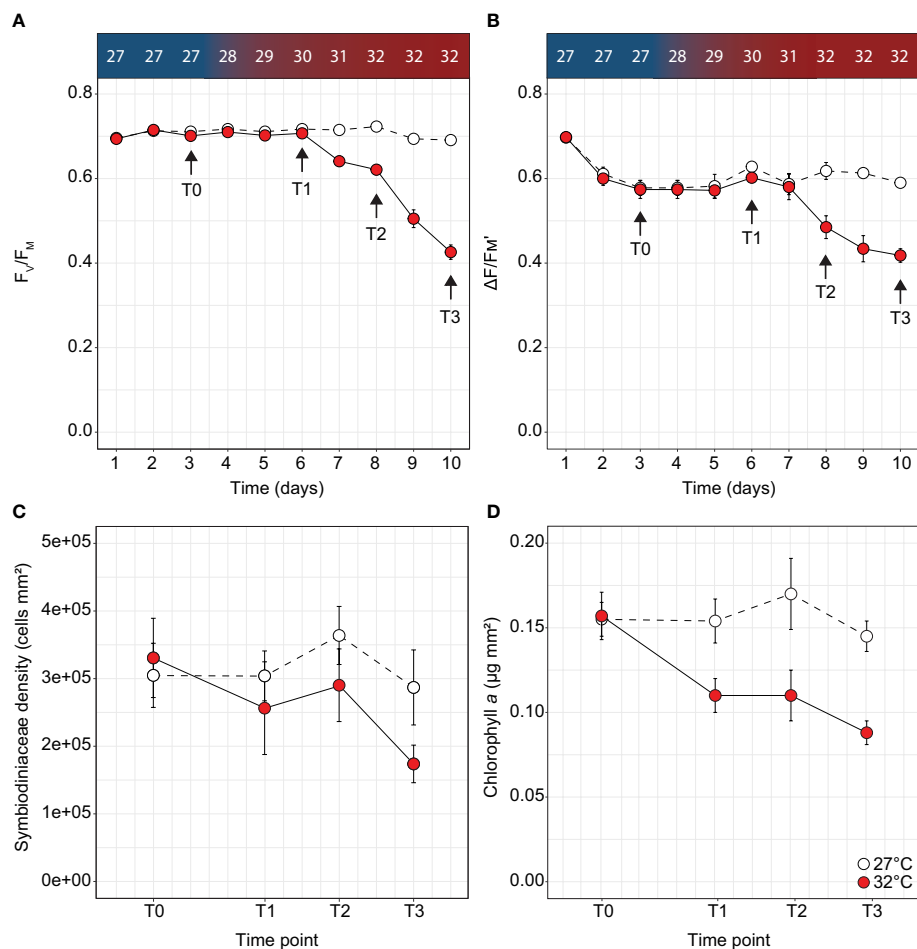 A
27 27 27 28 29 30 31 32 32 32
0.8
0.6
0.4
0.2
0.0
Fv/FM
T0
T1
T2
T3
1 2 3 4 5 6 7 8 9 10
Time (days)
B
27 27 27 28 29 30 31 32 32 32
0.8
0.6
0.4
0.2
0.0
ΔF/FM'
T0
T1
T2
T3
1 2 3 4 5 6 7 8 9 10
Time (days)
C
5e+05
4e+05
3e+05
2e+05
1e+05
0e+00
Symbiodiniaceae density (cells mm²)
T0 T1 T2 T3
Time point
D
0.20
0.15
0.10
0.05
0.00
Chlorophyll a (µg mm²)
27°C
32°C
T0 T1 T2 T3
Time point